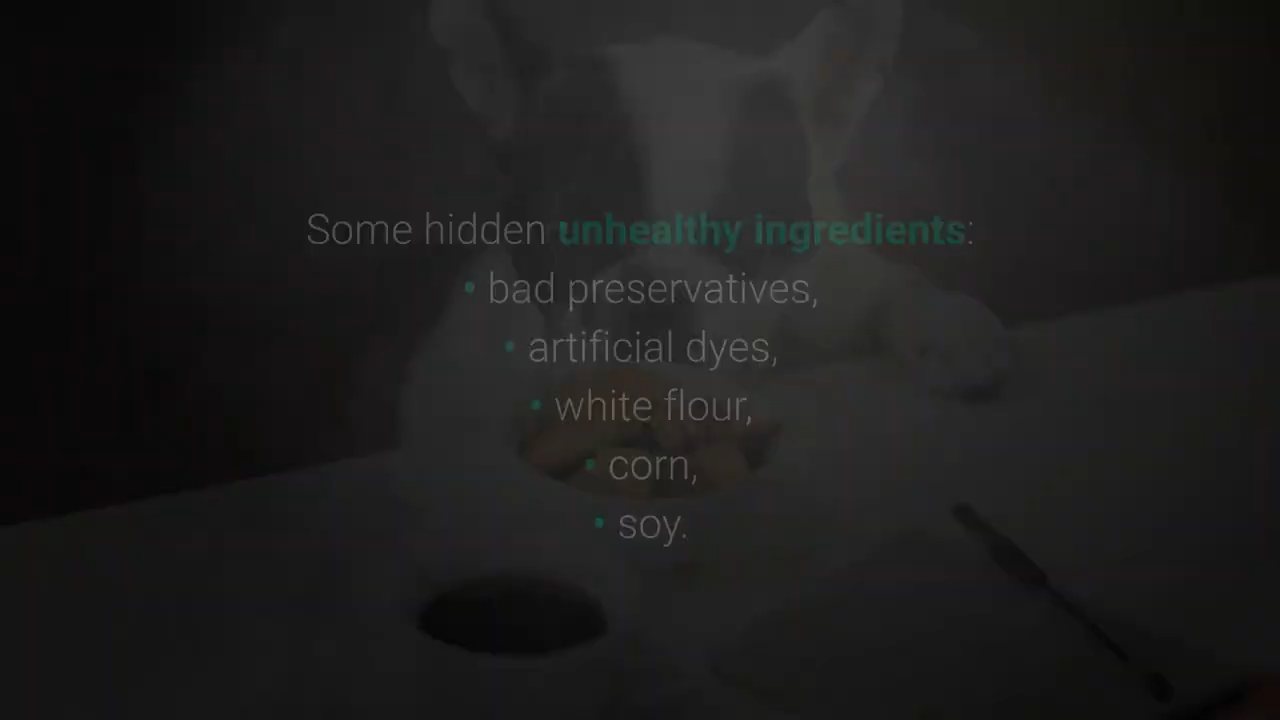 Some hidden unhealthy ingredients:
• bad preservatives,
• artificial dyes,
• white flour,
• corn,
• soy.